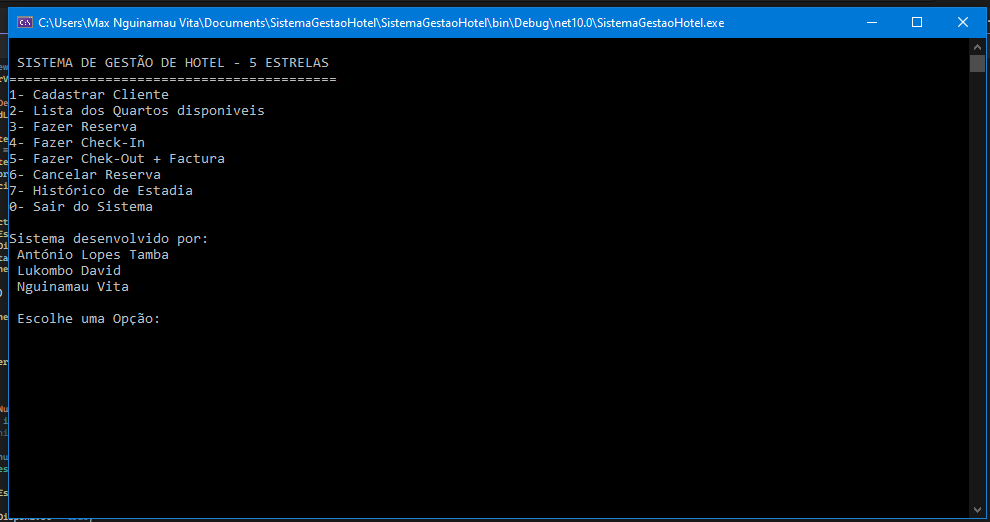 C:\Users\Max Nguinamau Vita\Documents\SistemaGestaoHotel\SistemaGestaoHotel\bin\Debug\net10.0\SistemaGestaoHotel.exe
SISTEMA DE GESTÃO DE HOTEL - 5 ESTRELAS
=========================================
1- Cadastrar Cliente
2- Lista dos Quartos disponiveis
3- Fazer Reserva
4- Fazer Check-In
5- Fazer Chek-Out + Factura
6- Cancelar Reserva
7- Histórico de Estadia
0- Sair do Sistema
Sistema desenvolvido por:
António Lopes Tamba
Lukombo David
Nguinamau Vita
Escolhe uma Opção: